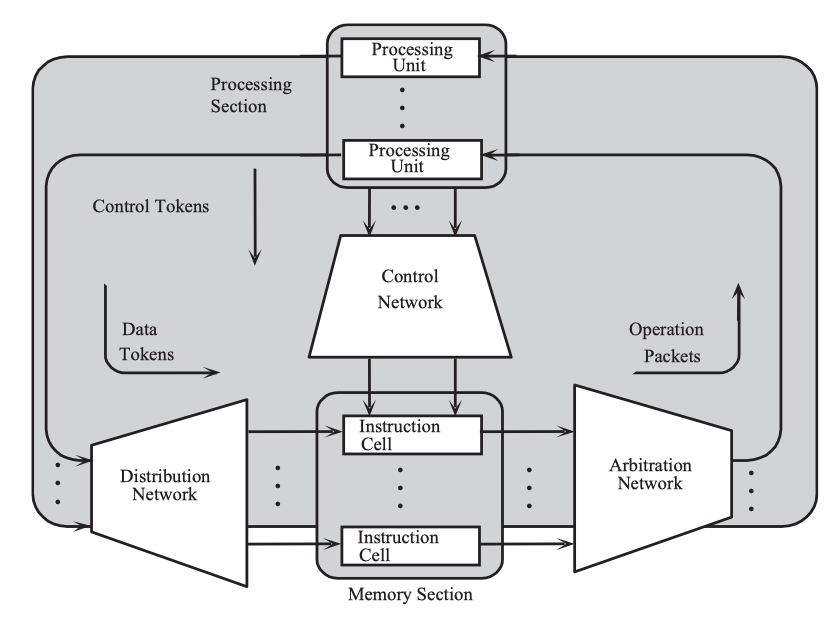 Processing
Unit
Processing
Section
Processing
Unit
Control Tokens
Control
Network
Data
Tokens
Operation
Packets
Instruction
Cell
Distribution
Network
Arbitration
Network
Instruction
Cell
Memory Section